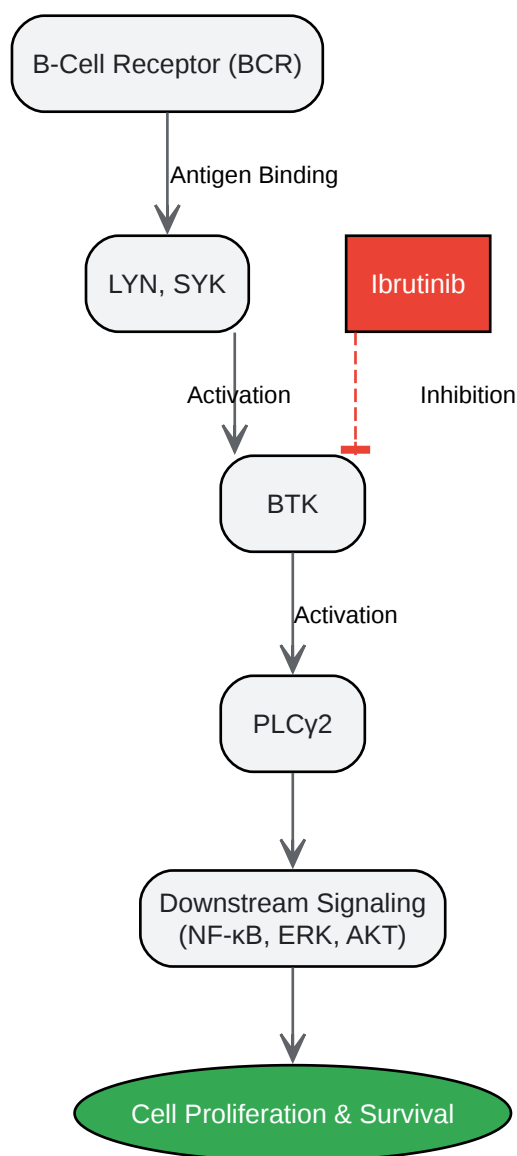 B-Cell Receptor (BCR)
Antigen Binding
LYN, SYK
Ibrutinib
Activation
Inhibition
BTK
Activation
PLCγ2
Downstream Signaling
(NF-κB, ERK, AKT)
Cell Proliferation & Survival